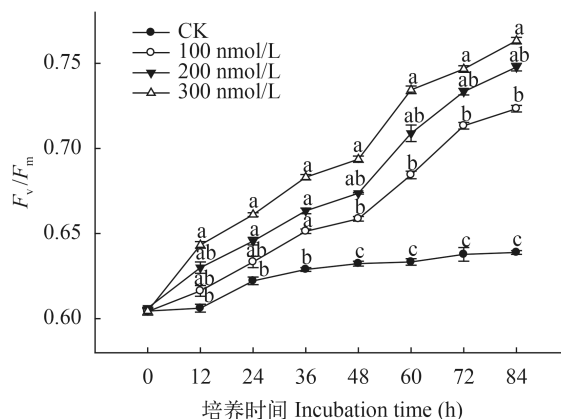 CK
100 nmol/L
200 nmol/L
300 nmol/L
0.75
0.70
0.65
0.60
Fv/Fm
a a a a a a a
ab a a ab ab ab ab
ab ab a b b b b
b b b c c c c
0 12 24 36 48 60 72 84
培养时间 Incubation time (h)